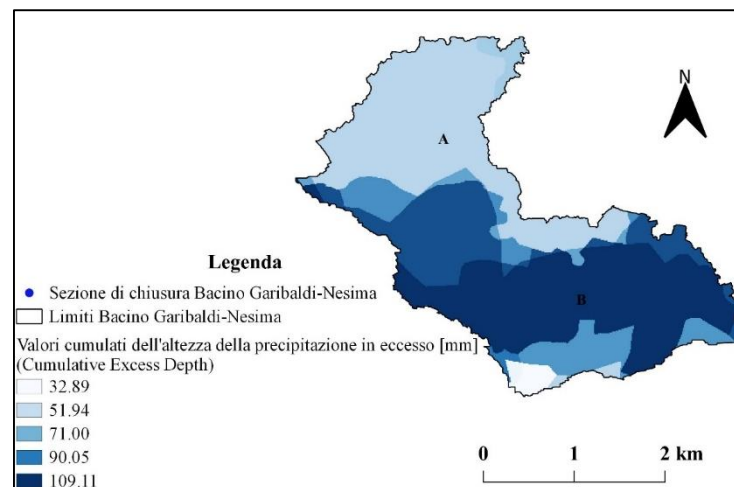 N
A
B
Legenda
Sezione di chiusura Bacino Garibaldi-Nesima
Limiti Bacino Garibaldi-Nesima
Valori cumulati dell'altezza della precipitazione in eccesso [mm]
(Cumulative Excess Depth)
32.89
51.94
71.00
90.05
109.11
0 1 2 km